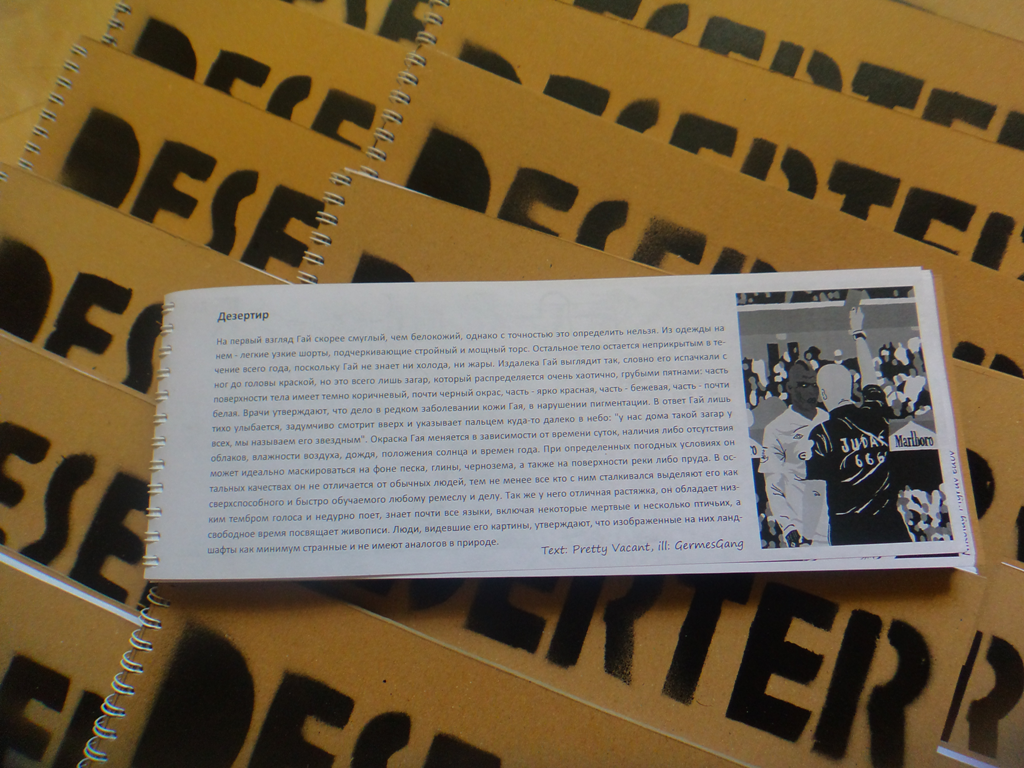 DESERTER
DESERTER
DESE
DESERTE
DESE
DESE
Дезертир
На первый взгляд Гай скорее смуглый, чем белокожий, однако с точностью это определить нельзя. Из одежды на
нем - легкие узкие шорты, подчеркивающие стройный и мощный торс. Остальное тело остается неприкрытым в те-
чение всего года, поскольку Гай не знает ни холода, ни жары. Издалека Гай выглядит так, словно его испачкали с
ног до головы краской, но это всего лишь загар, который распределяется очень хаотично, грубыми пятнами: часть
поверхности тела имеет темно коричневый, почти черный окрас, часть - ярко красная, часть - бежевая, часть - почти
белая. Врачи утверждают, что дело в редком заболевании кожи Гая, в нарушении пигментации. В ответ Гай лишь
тихо улыбается, задумчиво смотрит вверх и указывает пальцем куда-то далеко в небо: "у нас дома такой загар у
всех, мы называем его звездным". Окраска Гая меняется в зависимости от времени суток, наличия либо отсутствия
облаков, влажности воздуха, дождя, положения солнца и времен года. При определенных погодных условиях он
может идеально маскироваться на фоне песка, глины, чернозема, а также на поверхности реки либо пруда. В ос-
тальных качествах он не отличается от обычных людей, тем не менее все кто с ним сталкивался выделяют его как
сверхспособного и быстро обучаемого любому ремеслу и делу. Так же у него отличная растяжка, он обладает низ-
ким тембром голоса и недурно поет, знает почти все языки, включая некоторые мертвые и несколько птичьих, а
свободное время посвящает живописи. Люди, видевшие его картины, утверждают, что изображенные на них ланд-
шафты как минимум странные и не имеют аналогов в природе.
Text: Pretty Vacant, ill: GermesGang
JUDAS
666
Marlboro
ESE
DESERTER
DESE
R